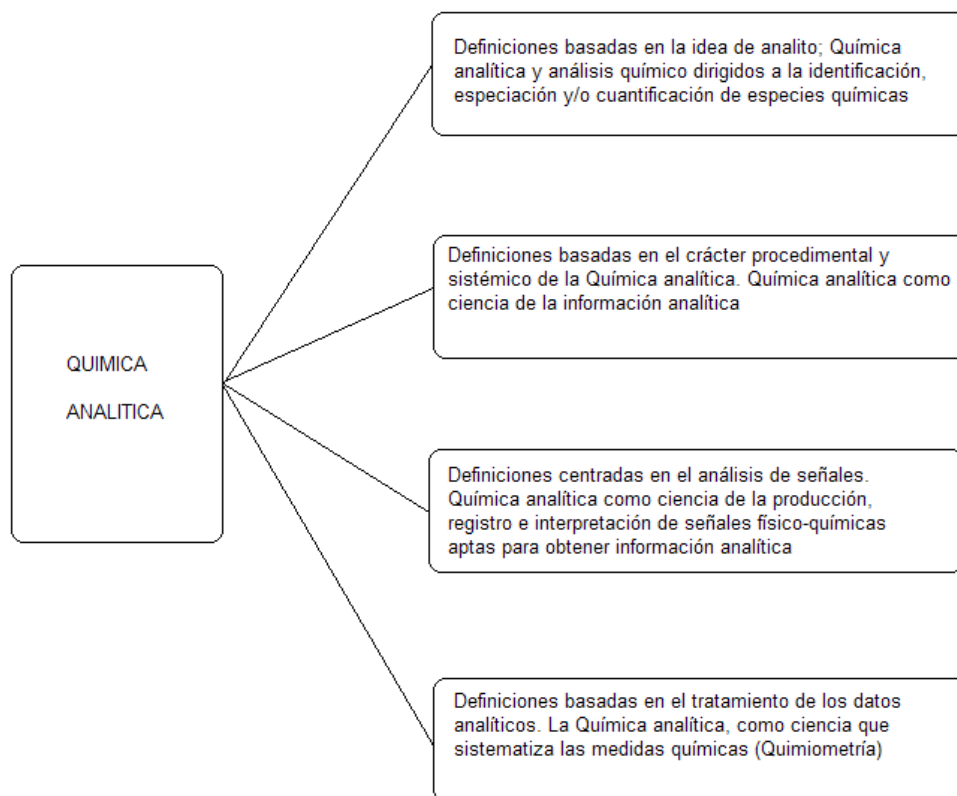 Definiciones basadas en la idea de analito; Química
analítica y análisis químico dirigidos a la identificación,
especiación y/o cuantificación de especies químicas
Definiciones basadas en el crácter procedimental y
sistémico de la Química analítica. Química analítica como
ciencia de la información analítica
QUIMICA
ANALITICA
Definiciones centradas en el análisis de señales.
Química analítica como ciencia de la producción,
registro e interpretación de señales físico-químicas
aptas para obtener información analítica
Definiciones basadas en el tratamiento de los datos
analíticos. La Química analítica, como ciencia que
sistematiza las medidas químicas (Quimiometría)